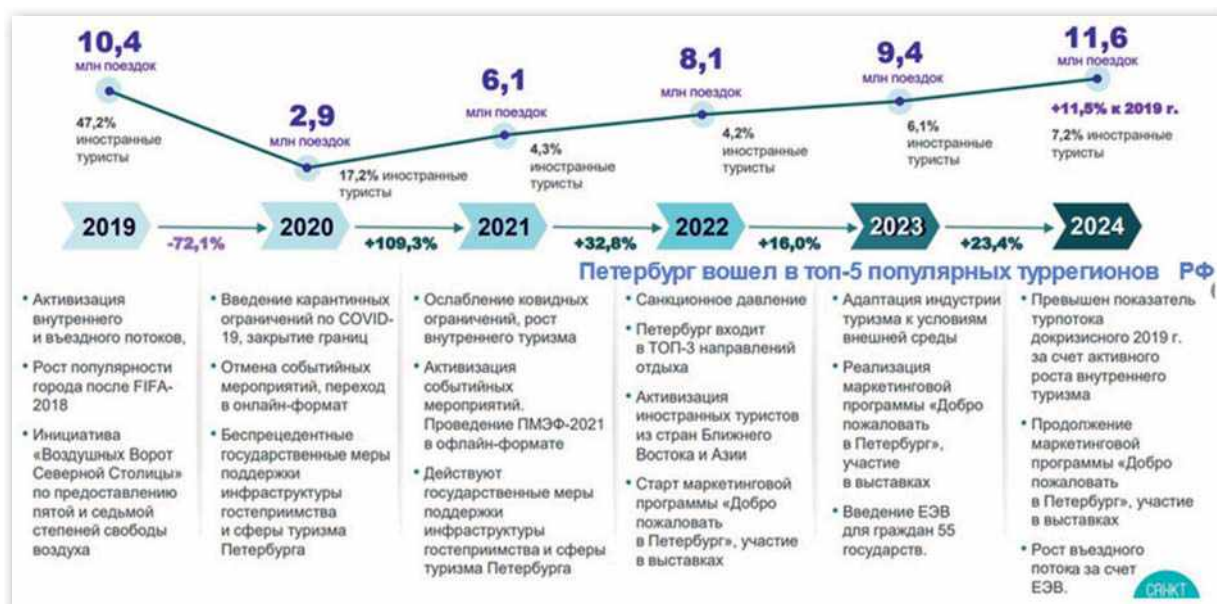 10,4
млн поездок
47,2%
иностранные
туристы
2,9
млн поездок
17,2% иностранные
туристы
6,1
млн поездок
4,3%
иностранные
туристы
8,1
млн поездок
4,2%
иностранные
туристы
9,4
млн поездок
6,1%
иностранные
туристы
11,6
млн поездок
+11,5% к 2019 г.
7,2% иностранные
туристы
2019
-72,1%
2020
+109,3%
2021
+32,8%
2022
+16,0%
2023
+23,4%
2024
Петербург вошел в топ-5 популярных туррегионов РФ
• Активизация
внутреннего
и въездного потоков,
• Рост популярности
города после FIFA-
2018
• Инициатива
«Воздушных Ворот
Северной Столицы»
по предоставлению
пятой и седьмой
степеней свободы
воздуха
• Введение карантинных
ограничений по COVID-
19, закрытие границ
• Отмена событийных
мероприятий, переход
в онлайн-формат
• Беспрецедентные
государственные меры
поддержки
инфраструктуры
гостеприимства
и сферы туризма
Петербурга
• Ослабление ковидных
ограничений, рост
внутреннего туризма
• Активизация
событийных
мероприятий.
Проведение ПМЭФ-2021
в офлайн-формате
• Действуют
государственные меры
поддержки
инфраструктуры
гостеприимства и сферы
туризма Петербурга
• Санкционное давление
• Петербург входит
в ТОП-3 направлений
отдыха
• Активизация
иностранных туристов
из стран Ближнего
Востока и Азии
• Старт маркетинговой
программы «Добро
пожаловать
в Петербург», участие
в выставках
• Адаптация индустрии
туризма к условиям
внешней среды
• Реализация
маркетинговой
программы «Добро
пожаловать
в Петербург»,
участие
в выставках
• Введение ЕЭВ
для граждан 55
государств.
• Превышен показатель
турпотока
докризисного 2019 г.
за счет активного
роста внутреннего
туризма
• Продолжение
маркетинговой
программы «Добро
пожаловать
в Петербург», участие
в выставках
• Рост въездного
потока за счет
ЕЭВ.
САНКТ